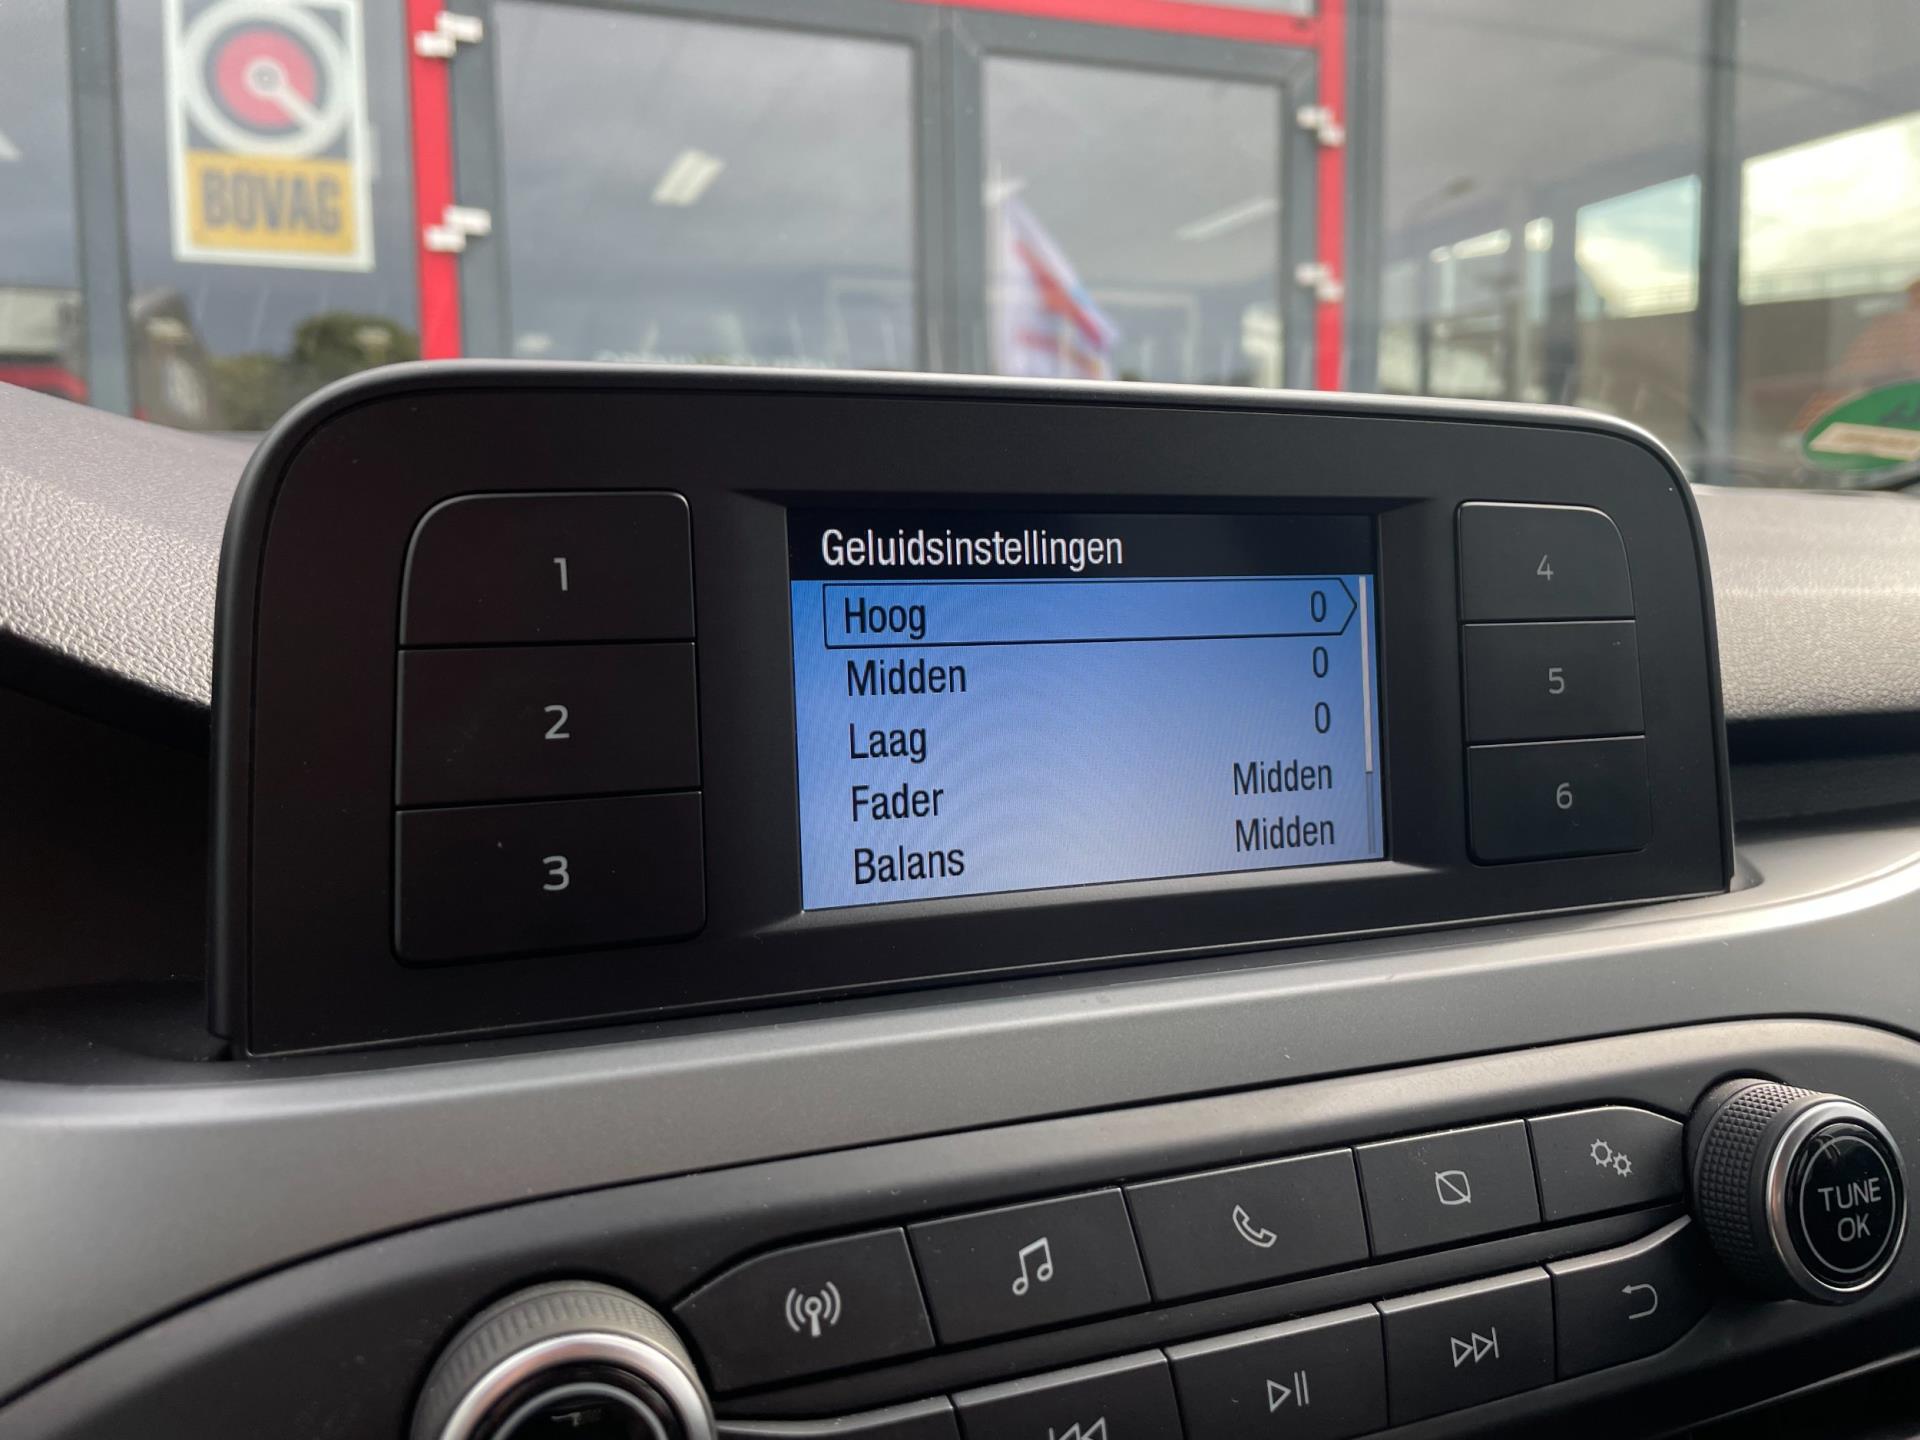 BOVAG
1
2
3
Geluidsinstellingen
Hoog 0
Midden 0
Laag 0
Fader Midden
Balans Midden
4
5
6
TUNE
OK